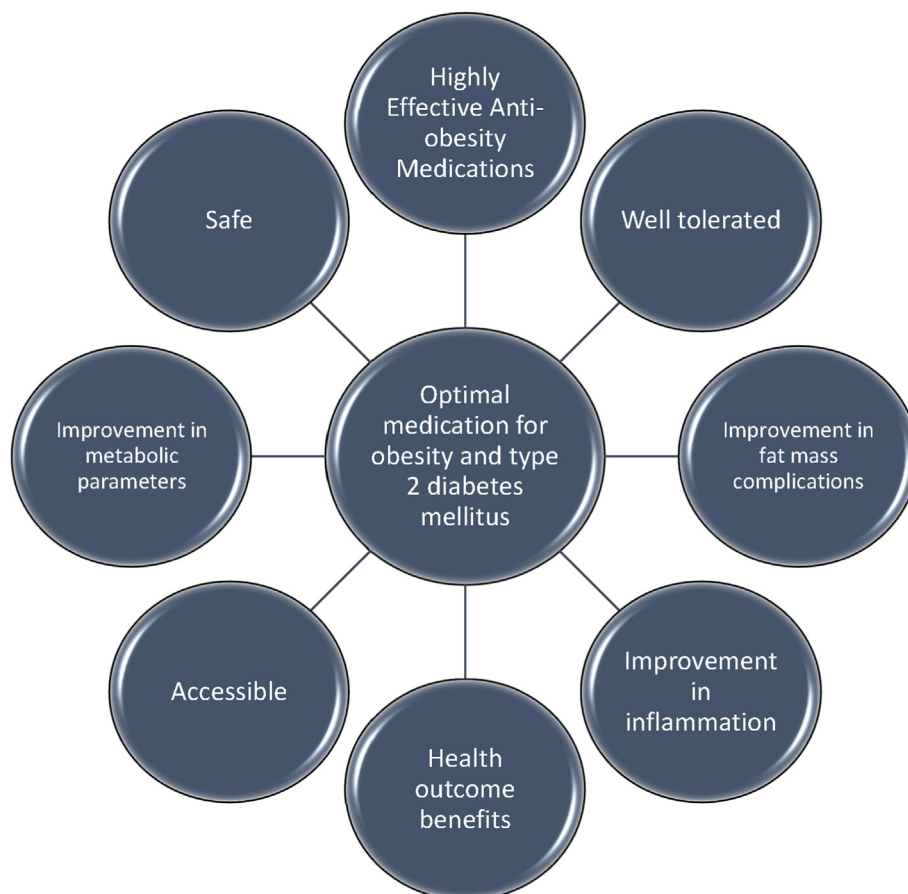 Highly
Effective Anti-
obesity
Medications
Safe
Well tolerated
Improvement in
metabolic
parameters
Optimal
medication for
obesity and type
2 diabetes
mellitus
Improvement in
fat mass
complications
Accessible
Improvement
in
inflammation
Health
outcome
benefits